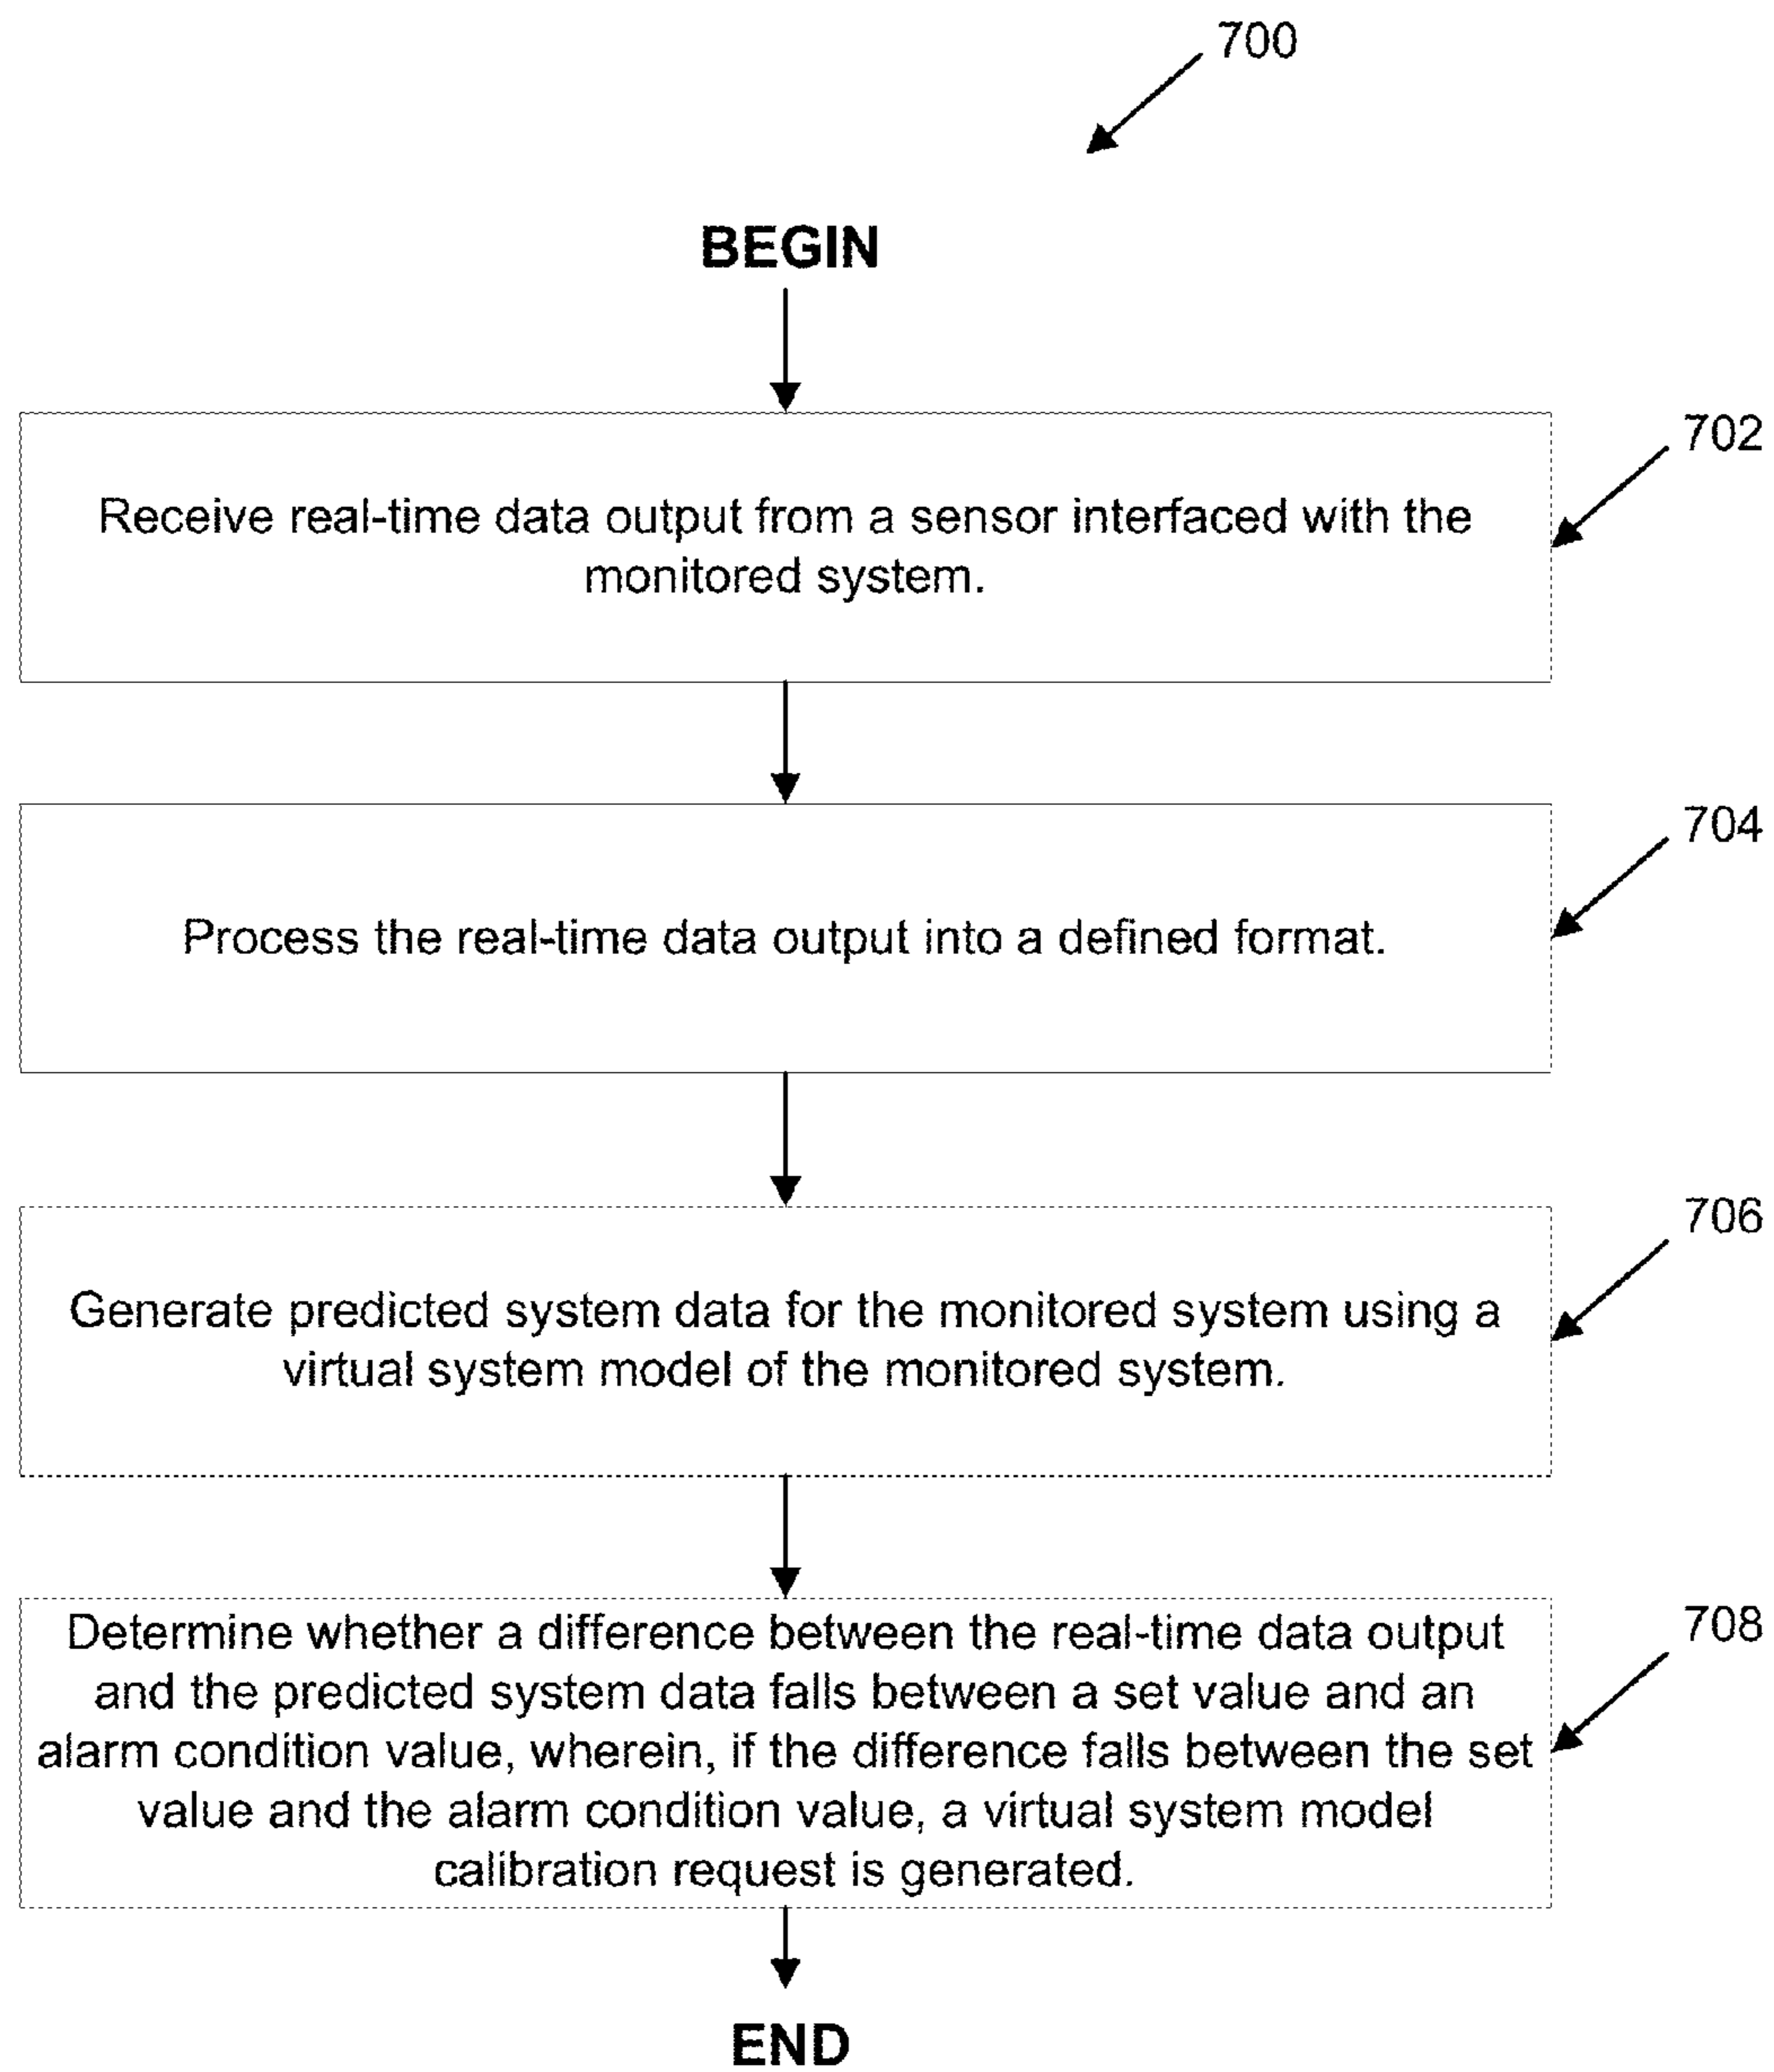 700
BEGIN
702
Receive real-time data output from a sensor interfaced with the
monitored system.
704
Process the real-time data output into a defined format.
706
Generate predicted system data for the monitored system using a
virtual system model of the monitored system.
708
Determine whether a difference between the real-time data output
and the predicted system data falls between a set value and an
alarm condition value, wherein, if the difference falls between the set
value and the alarm condition value, a virtual system model
calibration request is generated.
END